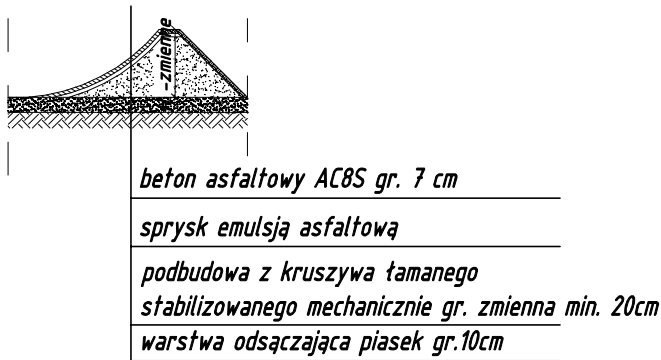 -zmienne
beton asfaltowy AC8S gr. 7 cm
sprysk emulsją asfaltową
podbudowa z kruszywa łamanego
stabilizowanego mechanicznie gr. zmienna min. 20cm
warstwa odsączająca piasek gr.10cm